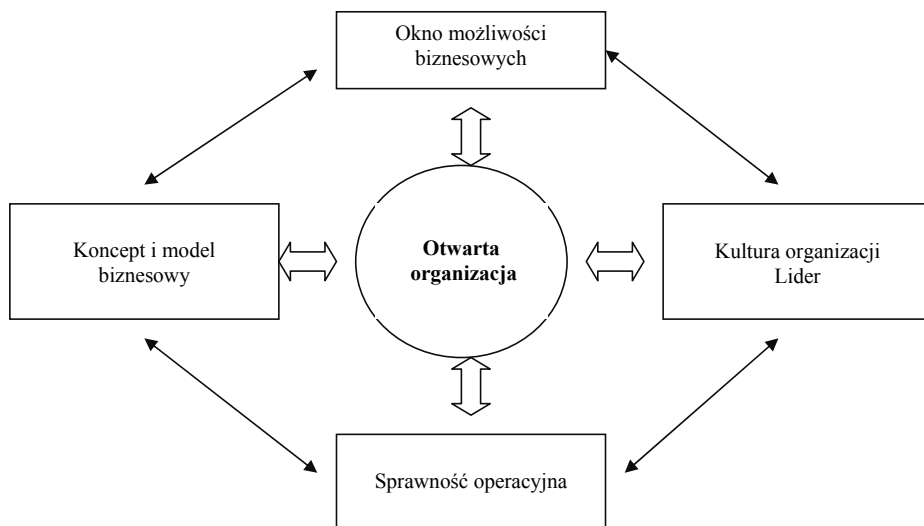 Okno możliwości
biznesowych
Koncept i model
biznesowy
Otwarta
organizacja
Kultura organizacji
Lider
Sprawność operacyjna